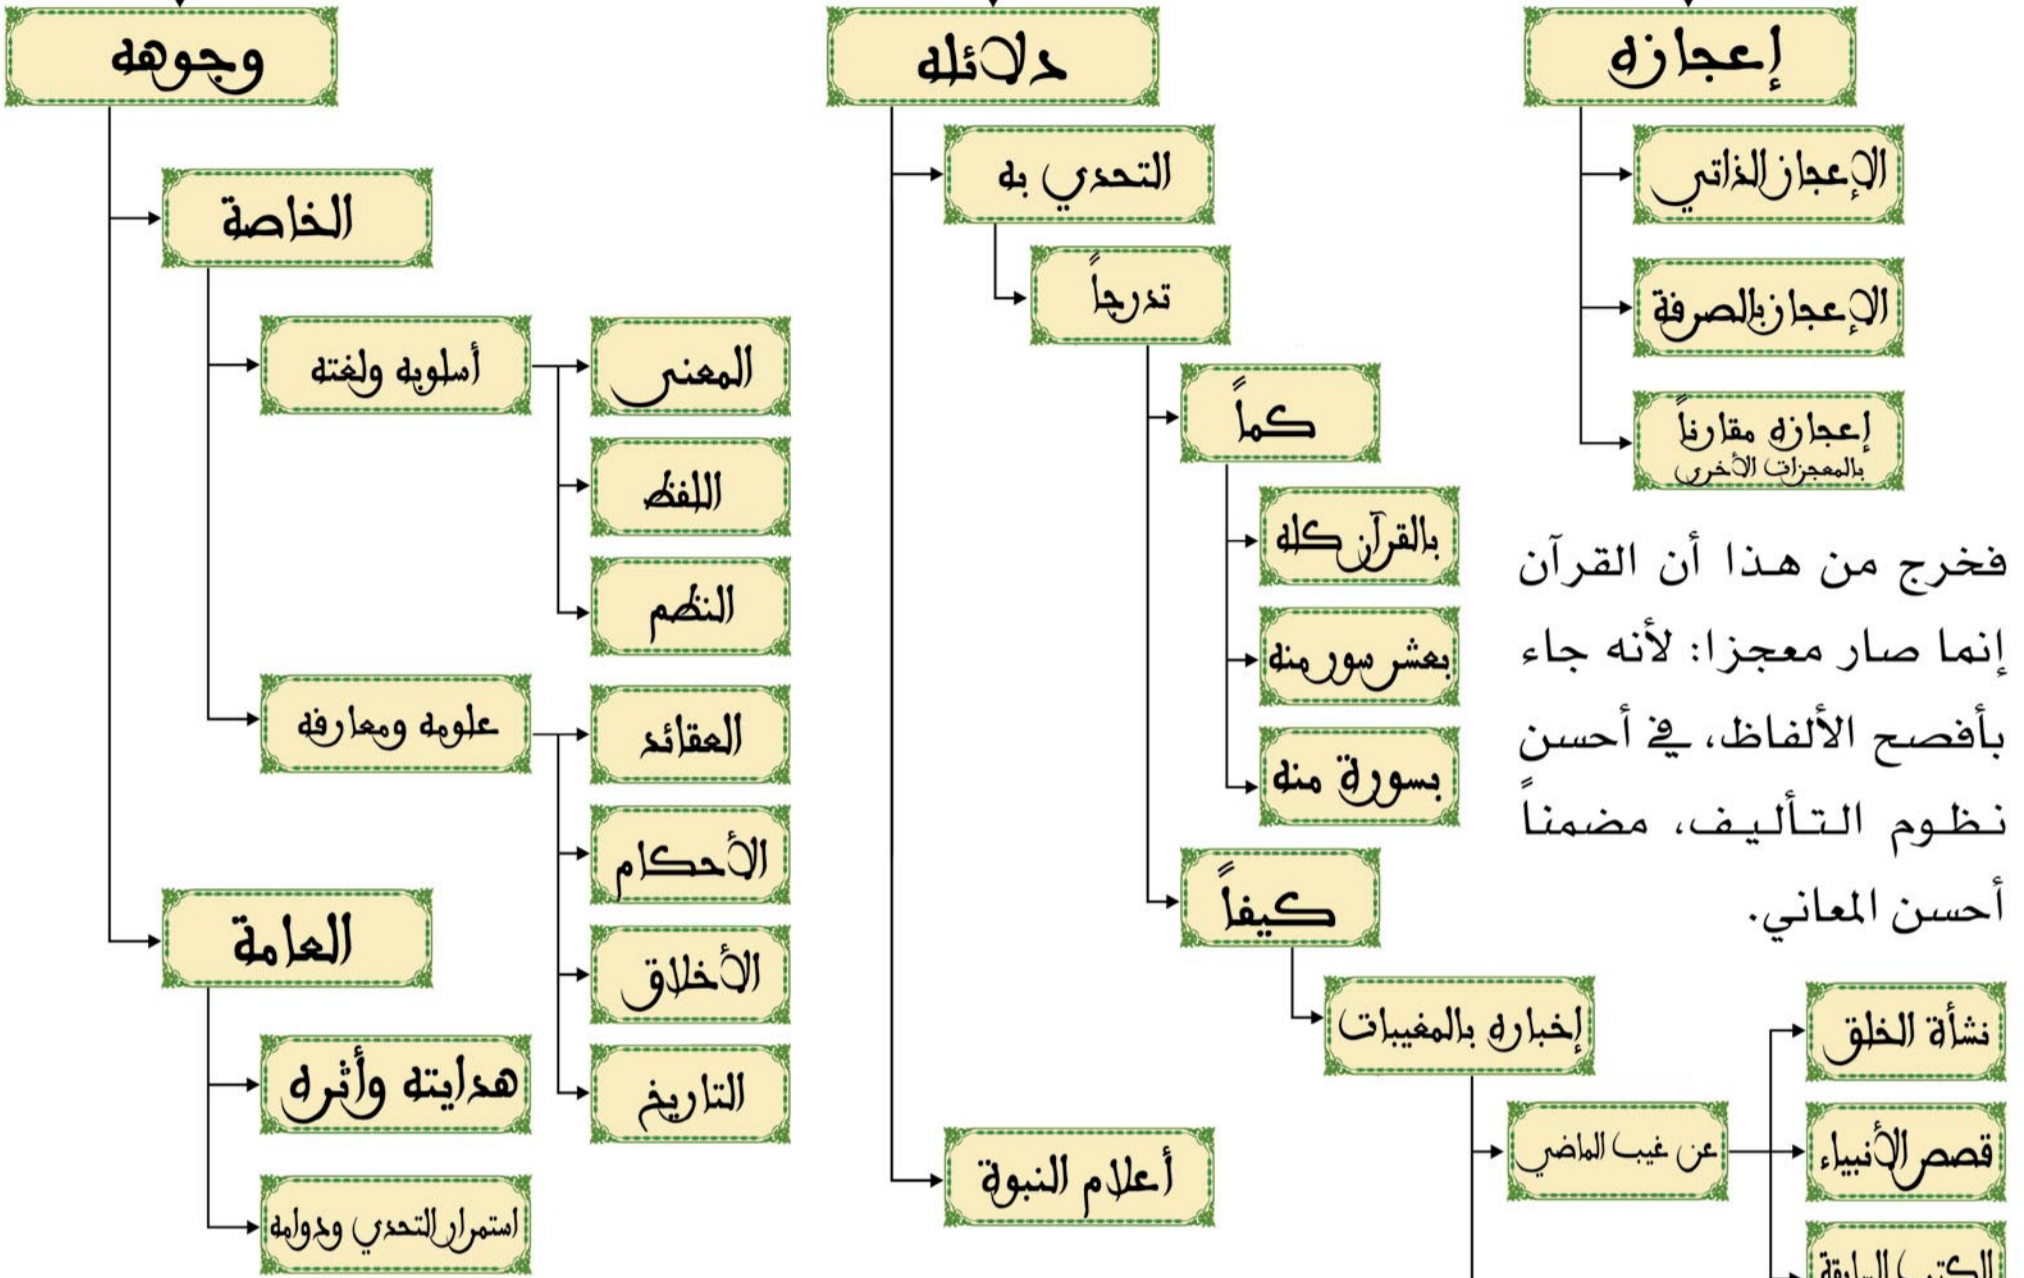 إعجازه
الإعجاز الذاتي
الإعجاز بالصرفة
إعجازه مقارناً
بالمعجزات الأخرى
فخرج من هذا أن القرآن
إنما صار معجزا: لأنه جاء
بأفصح الألفاظ، في أحسن
نظوم التأليف، مضمناً
أحسن المعاني.
دلائله
التحدي به
تدرجاً
كماً
بالقرآن كله
بعشر سور منه
بسورة منه
كيفاً
إخباره بالمغيبات
عن غيب الماضي
نشأة الخلق
قصص الأنبياء
الكتب السابقة
أعلام النبوة
وجوهه
الخاصة
أسلوبه ولغته
المعنى
اللفظ
النظم
علومه ومعارفه
العقائد
الأحكام
الأخلاق
التاريخ
العامة
هدايته وأثره
استمرار التحدي ودوامه